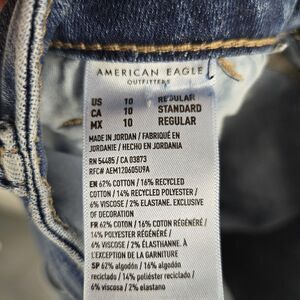 AMERICAN EAGLE
OUTFITTERS
US 10 REGULAR
CA 10 STANDARD
MX 10 REGULAR
MADE IN JORDAN / FABRIQUÉ EN
JORDANIE / HECHO EN JORDANIA
RN 54485 / CA 03873
RFC# AEM120605U9A
EN 62% COTTON / 16% RECYCLED
COTTON / 14% RECYCLED POLYESTER /
6% VISCOSE / 2% ELASTANE. EXCLUSIVE
OF DECORATION
FR 62% COTON / 16% COTON RÉGÉNÉRÉ /
14% POLYESTER RÉGÉNÉRÉ /
6% VISCOSE / 2% ÉLASTHANNE. À
L'EXCEPTION DE LA GARNITURE
SP 62% algodón / 16% algodón
reciclado / 14% poliéster reciclado /
6% viscosa / 2% elastano